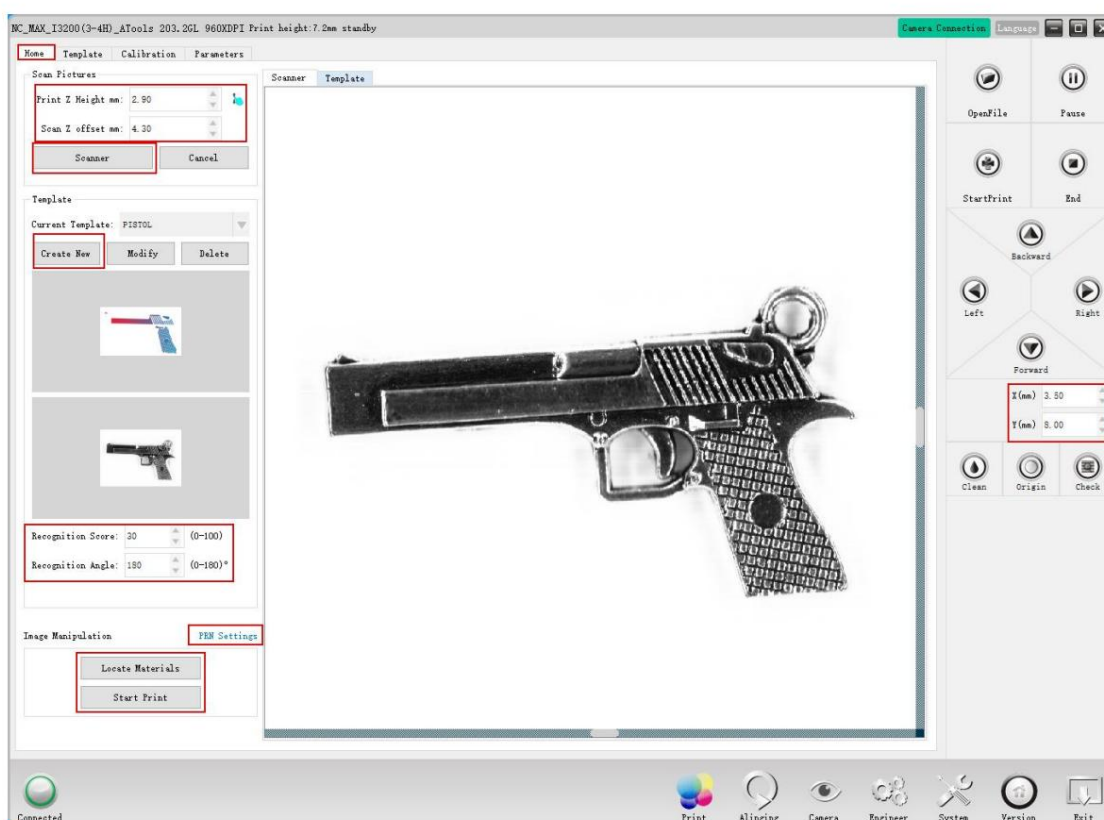 NC_MAX_I3200(3-4H)_ATools 203.2GL 960XDPI Print height:7.2mm standby
Camera Connection
Language
Home Template Calibration Parameters
Scan Pictures
Print Z Height mm: 2.90
Scan Z offset mm: 4.30
Scanner Cancel
Template
Current Template: PISTOL
Create New Modify Delete
Recognition Score: 30 (0-100)
Recognition Angle: 180 (0-180)°
Image Manipulation PRN Settings
Locate Materials
Start Print
Scanner Template
OpenFile Pause
StartPrint End
Backward
Left Right
Forward
X(mm) 3.50
Y(mm) 8.00
Clean Origin Check
Connected
Print Alinging Camera Engineer System Version Exit